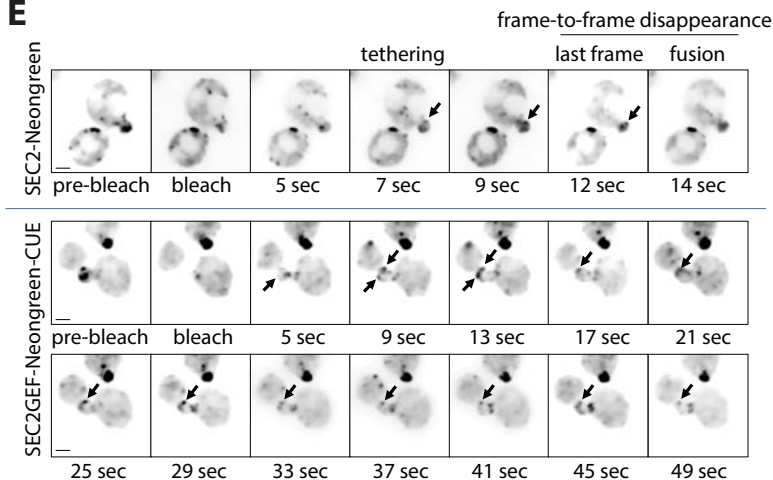 E
frame-to-frame disappearance
tethering last frame fusion
SEC2-Neongreen
pre-bleach bleach 5 sec 7 sec 9 sec 12 sec 14 sec
SEC2GEF-Neongreen-CUE
pre-bleach bleach 5 sec 9 sec 13 sec 17 sec 21 sec
25 sec 29 sec 33 sec 37 sec 41 sec 45 sec 49 sec